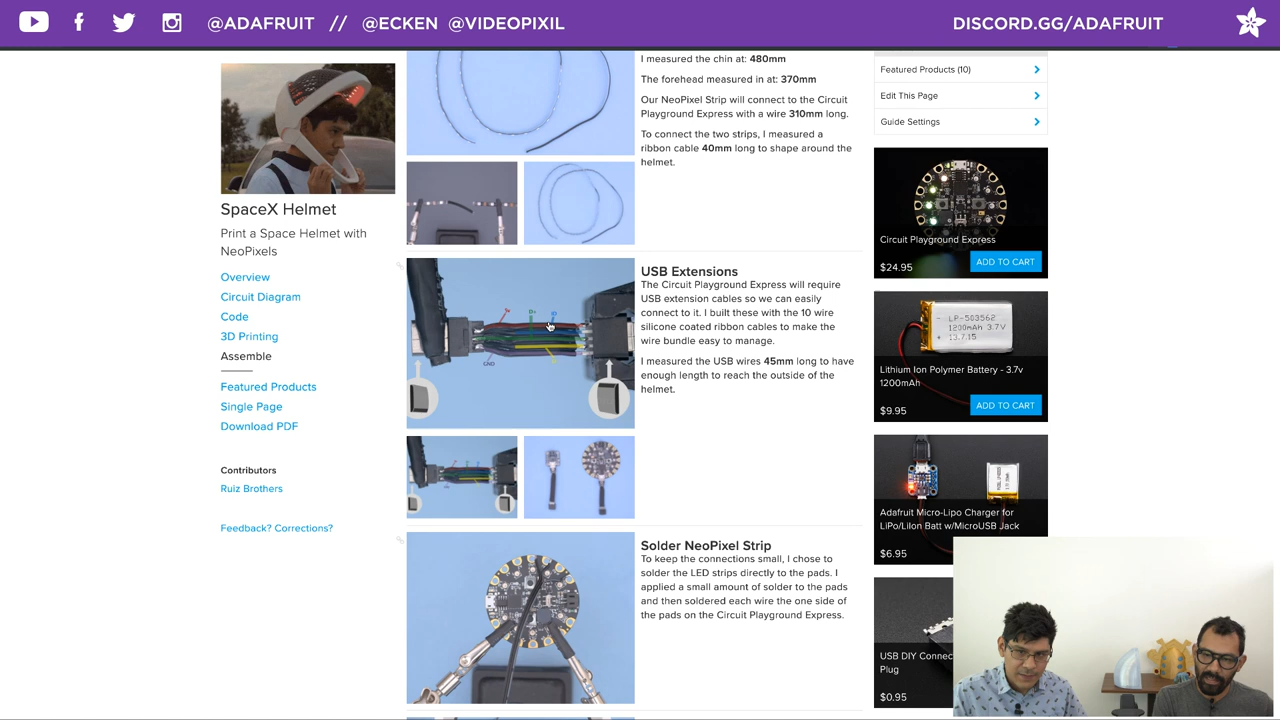 @ADAFRUIT // @ECKEN @VIDEOPIXIL
DISCORD.GG/ADAFRUIT
SpaceX Helmet
Print a Space Helmet with
NeoPixels
Overview
Circuit Diagram
Code
3D Printing
Assemble
Featured Products
Single Page
Download PDF
Contributors
Ruiz Brothers
Feedback? Corrections?
I measured the chin at: 480mm
The forehead measured in at: 370mm
Our NeoPixel Strip will connect to the Circuit
Playground Express with a wire 310mm long.
To connect the two strips, I measured a
ribbon cable 40mm long to shape around the
helmet.
USB Extensions
The Circuit Playground Express will require
USB extension cables so we can easily
connect to it. I built these with the 10 wire
silicone coated ribbon cables to make the
wire bundle easy to manage.
I measured the USB wires 45mm long to have
enough length to reach the outside of the
helmet.
GND
Solder NeoPixel Strip
To keep the connections small, I chose to
solder the LED strips directly to the pads. I
applied a small amount of solder to the pads
and then soldered each wire the one side of
the pads on the Circuit Playground Express.
Featured Products (10)
Edit This Page
Guide Settings
Circuit Playground Express
$24.95
ADD TO CART
LP-503562
1200mAh 3.7V
13.7.15
Lithium Ion Polymer Battery - 3.7v
1200mAh
$9.95
ADD TO CART
Adafruit Micro-Lipo Charger for
LiPo/LiIon Batt w/MicroUSB Jack
$6.95
USB DIY Connec
Plug
$0.95